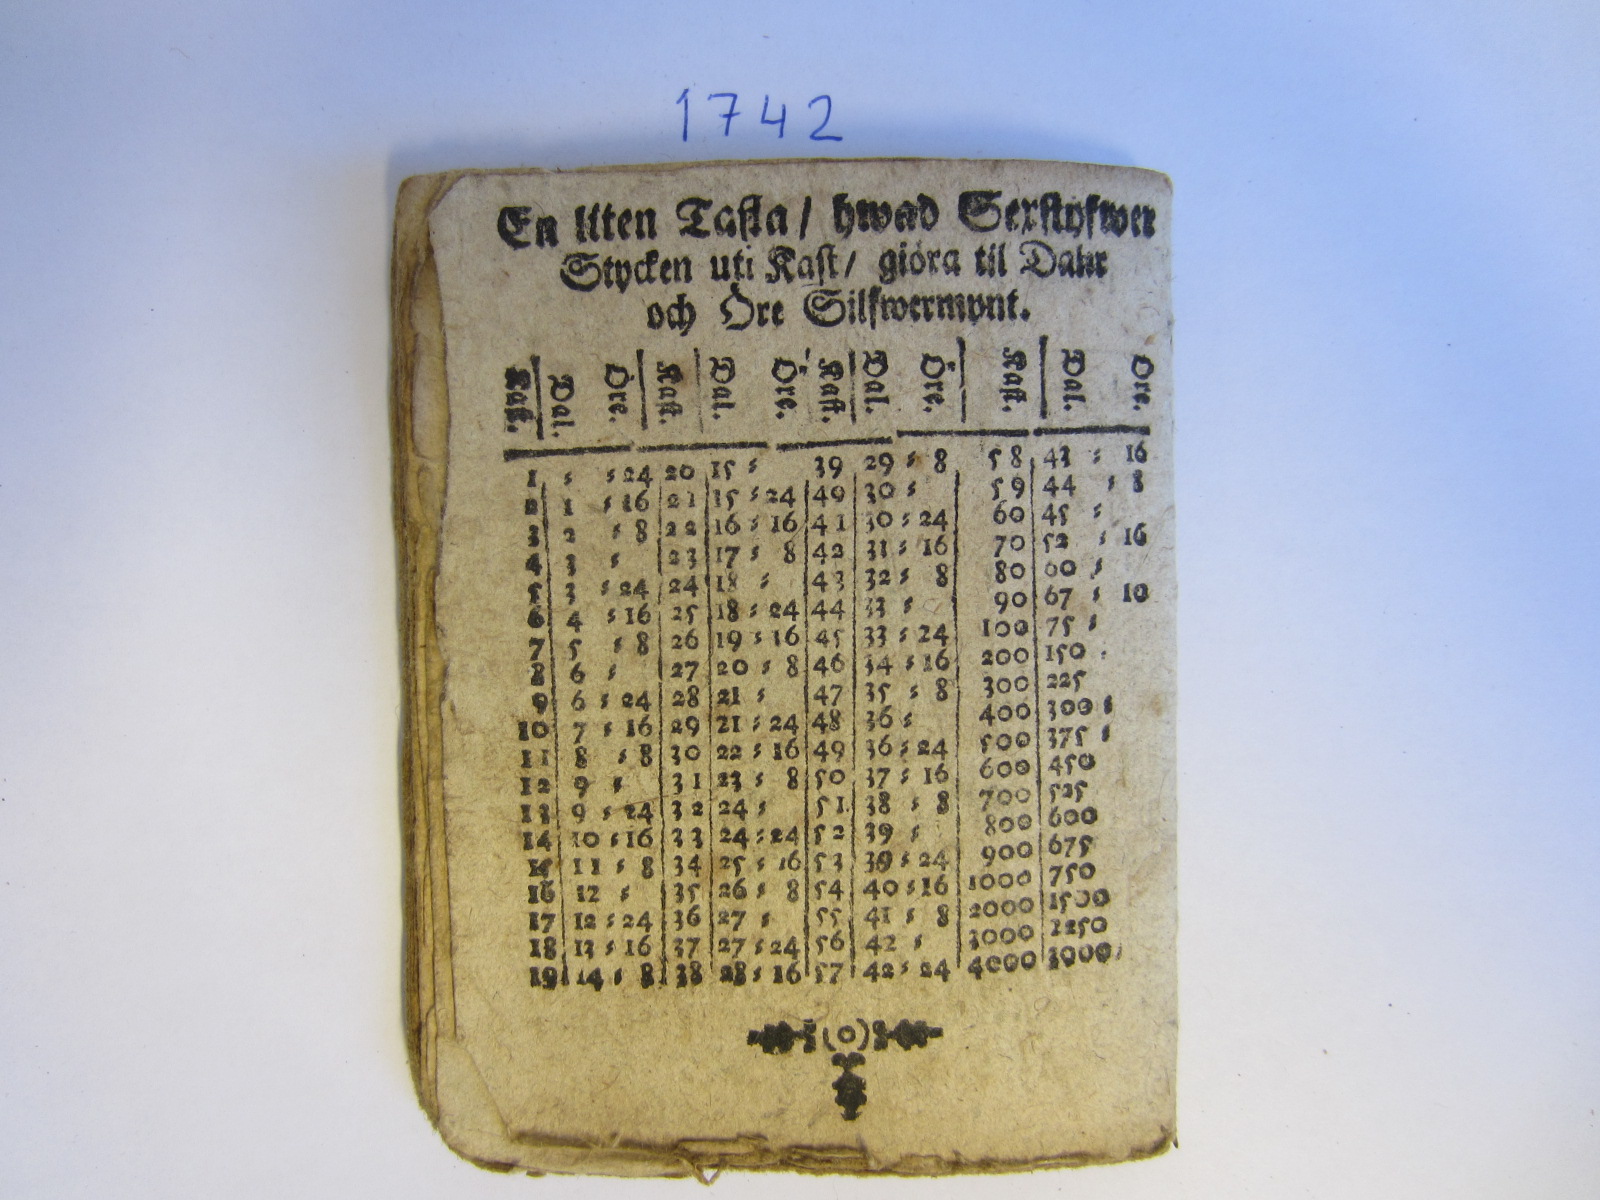 1742
En liten Tafla / hwad Sexstyfwer
Stycken uti Kast / giöra til Dahr
och Öre Silfwermynt.
Kast. Dal. Öre. Kast. Dal. Öre. Kast. Dal. Öre. Kast. Dal. Öre.
1 : : 24 20 15 : 39 29 : 8 58 43 : 16
2 1 : 16 21 15 : 24 40 30 : 59 44 : 8
3 2 : 8 22 16 : 16 41 30 : 24 60 45 :
4 3 : 23 17 : 8 42 31 : 16 70 52 : 16
5 3 : 24 24 18 : 43 32 : 8 80 60 :
6 4 : 16 25 18 : 24 44 33 : 90 67 : 10
7 5 : 8 26 19 : 16 45 33 : 24 100 75 :
8 6 : 27 20 : 8 46 34 : 16 200 150 .
9 6 : 24 28 21 : 47 35 : 8 300 225
10 7 : 16 29 21 : 24 48 36 : 400 300 :
11 8 : 8 30 22 : 16 49 36 : 24 500 375 :
12 9 : 31 23 : 8 50 37 : 16 600 450
13 9 : 24 32 24 : 51 38 : 8 700 525
14 10 : 16 33 24 : 24 52 39 : 800 600
15 11 : 8 34 25 : 16 53 39 : 24 900 675
16 12 : 35 26 : 8 54 40 : 16 1000 750
17 12 : 24 36 27 : 55 41 : 8 2000 1500
18 13 : 16 37 27 : 24 56 42 : 3000 2250
19 14 : 8 38 28 : 16 57 42 : 24 4000 3000
(o)